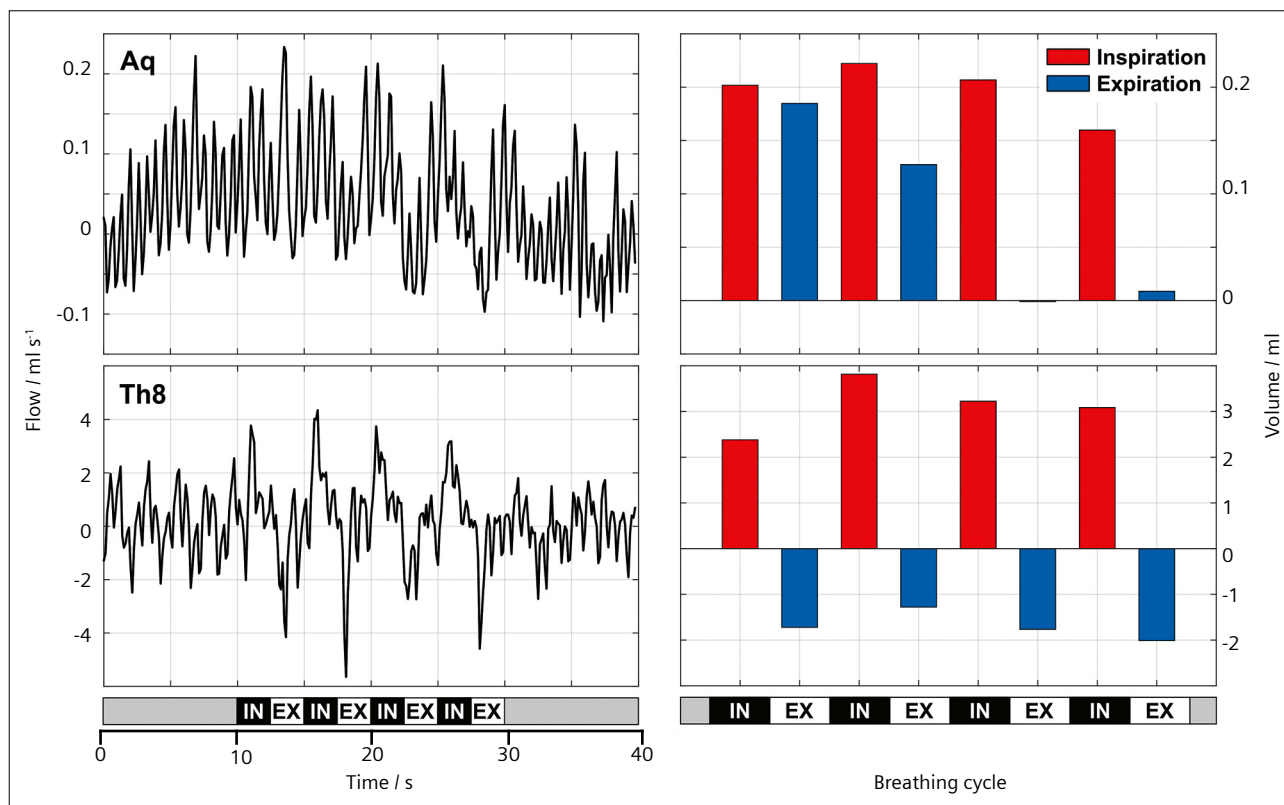 Aq
0.2
0.1
0
-0.1
Flow / ml s⁻¹
Th8
4
2
0
-2
-4
IN EX IN EX IN EX IN EX
0 10 20 30 40
Time / s
Inspiration
Expiration
0.2
0.1
0
Volume / ml
3
2
1
0
-1
-2
IN EX IN EX IN EX IN EX
Breathing cycle